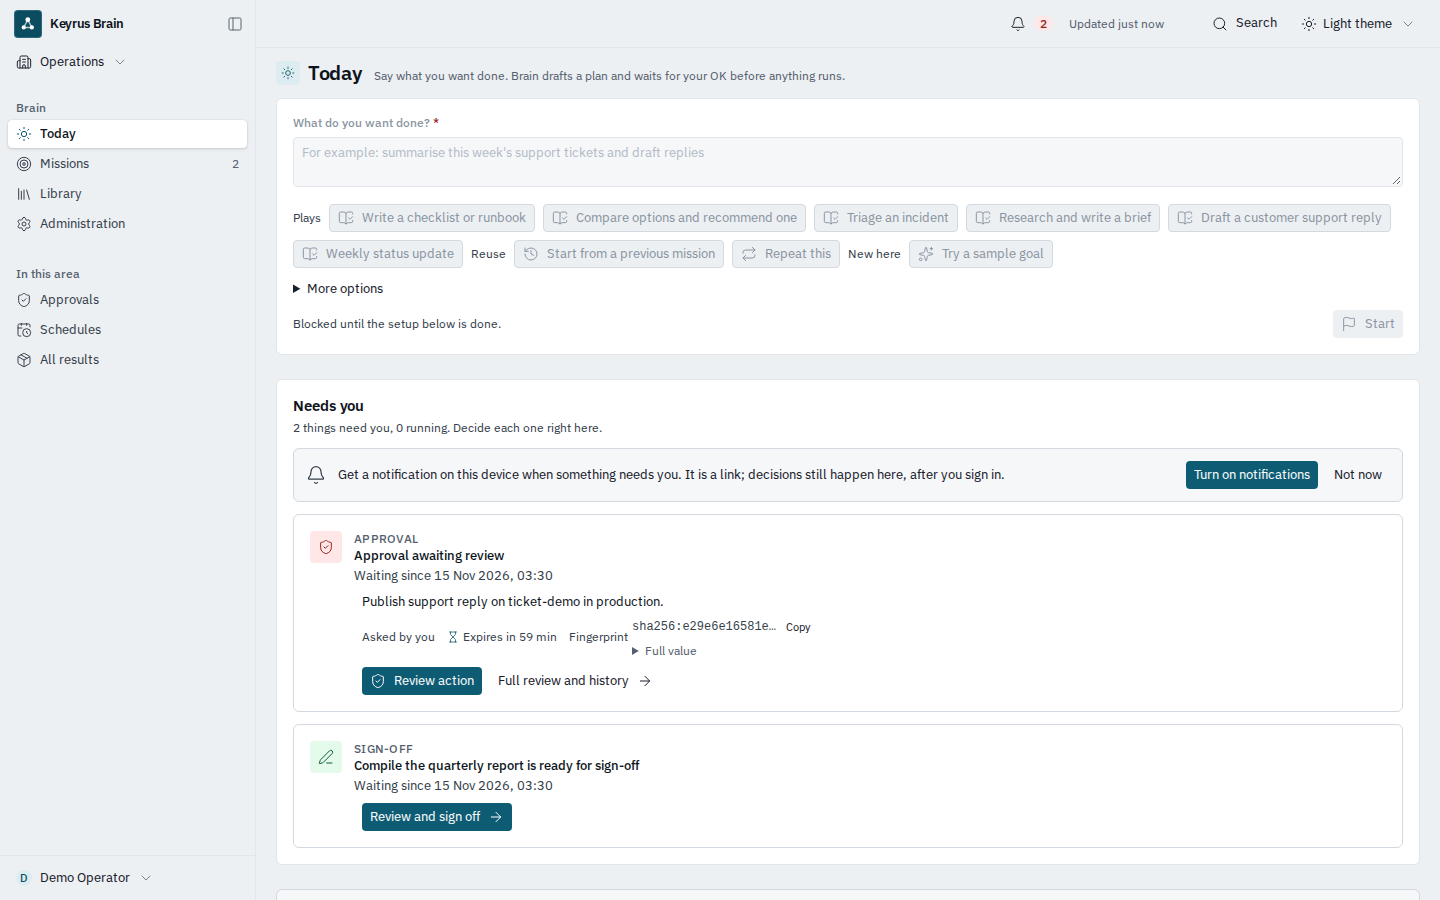 Keyrus Brain
Operations
Brain
Today
Missions 2
Library
Administration
In this area
Approvals
Schedules
All results
Demo Operator
D
2
Updated just now
Search
Light theme
Today Say what you want done. Brain drafts a plan and waits for your OK before anything runs.
What do you want done? *
For example: summarise this week's support tickets and draft replies
Plays Write a checklist or runbook Compare options and recommend one Triage an incident Research and write a brief Draft a customer support reply
Weekly status update Reuse Start from a previous mission Repeat this New here Try a sample goal
More options
Blocked until the setup below is done. Start
Needs you
2 things need you, 0 running. Decide each one right here.
Get a notification on this device when something needs you. It is a link; decisions still happen here, after you sign in. Turn on notifications Not now
APPROVAL
Approval awaiting review
Waiting since 15 Nov 2026, 03:30
Publish support reply on ticket-demo in production.
Asked by you Expires in 59 min Fingerprint sha256:e29e6e16581e… Copy
Full value
Review action Full review and history
SIGN-OFF
Compile the quarterly report is ready for sign-off
Waiting since 15 Nov 2026, 03:30
Review and sign off